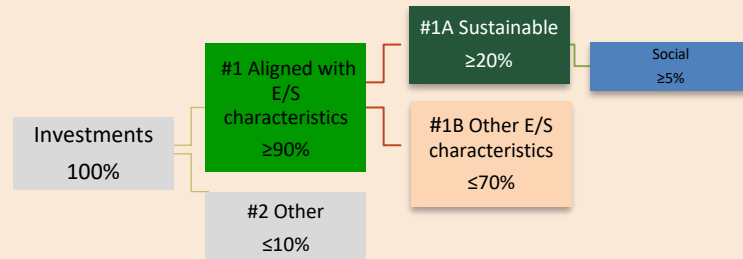 Investments
100%
#1 Aligned with
E/S
characteristics
≥90%
#2 Other
≤10%
#1A Sustainable
≥20%
#1B Other E/S
characteristics
≤70%
Social
≥5%